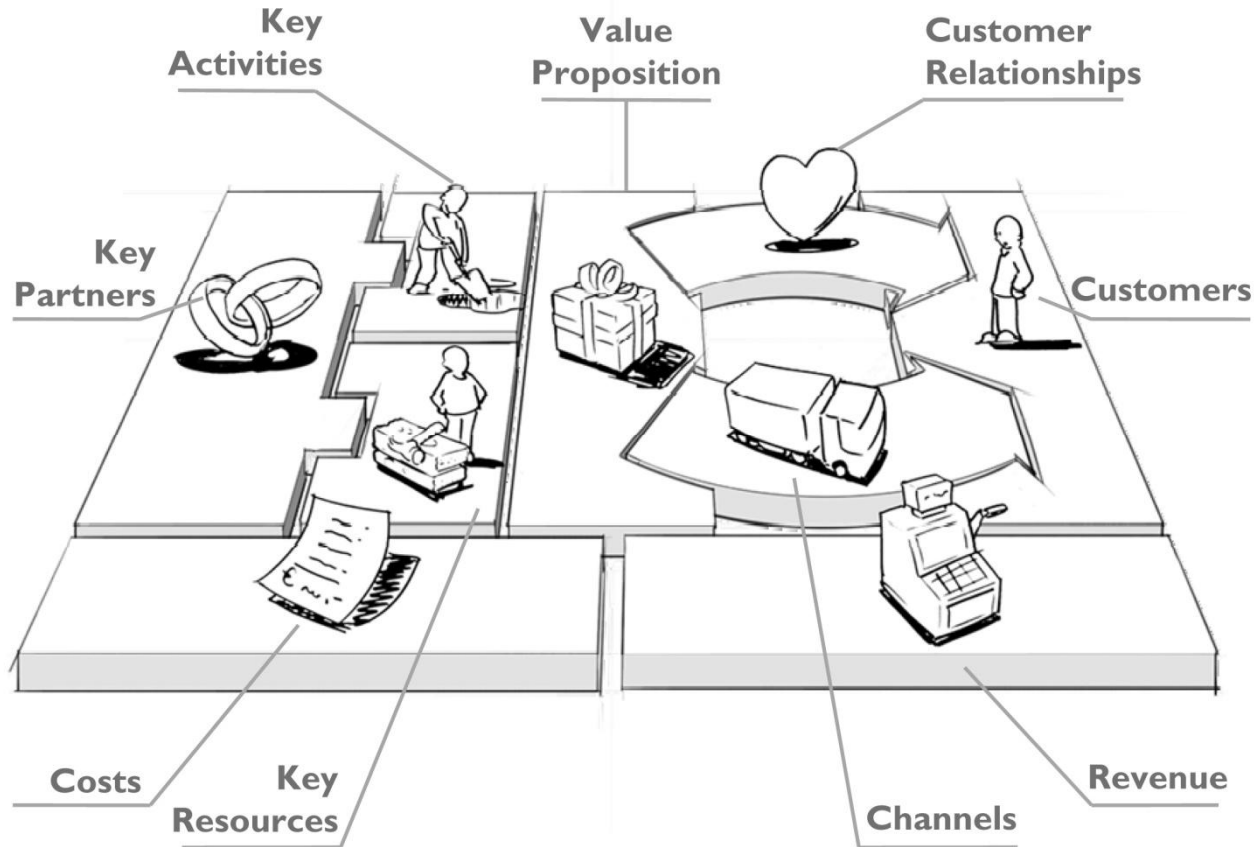 Key
Activities
Value
Proposition
Customer
Relationships
Key
Partners
Customers
Costs
Key
Resources
Channels
Revenue